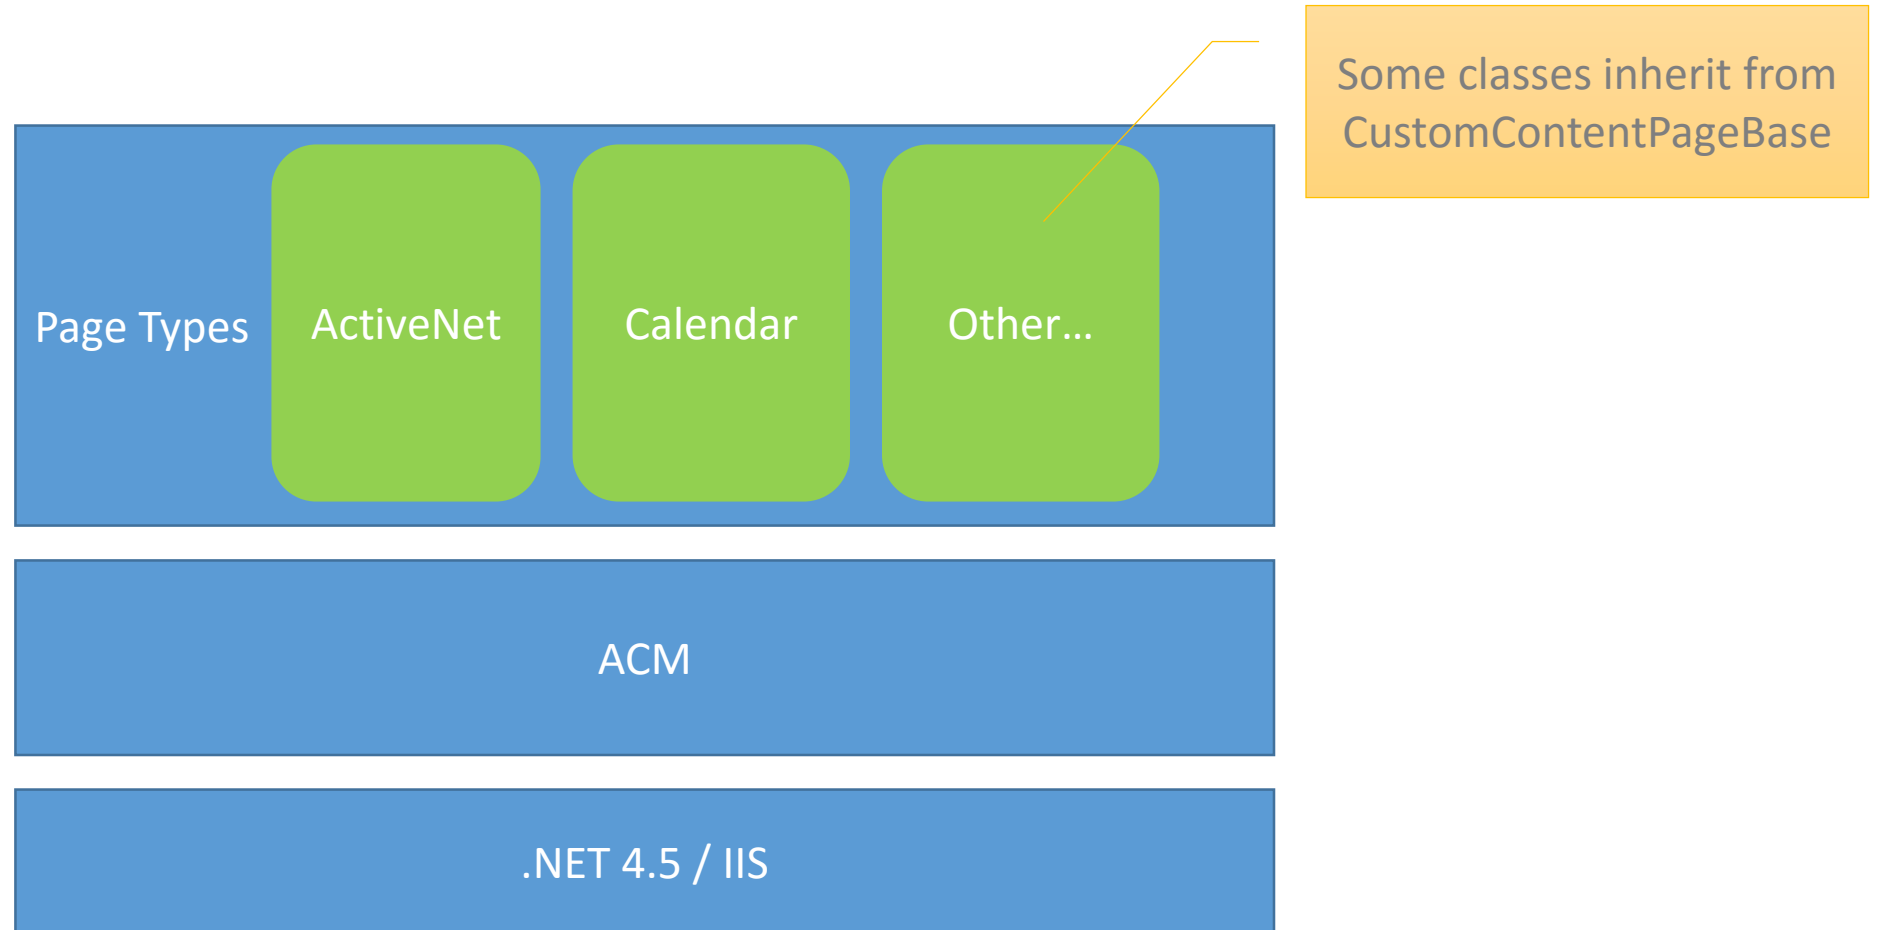 Some classes inherit from
CustomContentPageBase
Page Types
ActiveNet
Calendar
Other...
ACM
.NET 4.5 / IIS